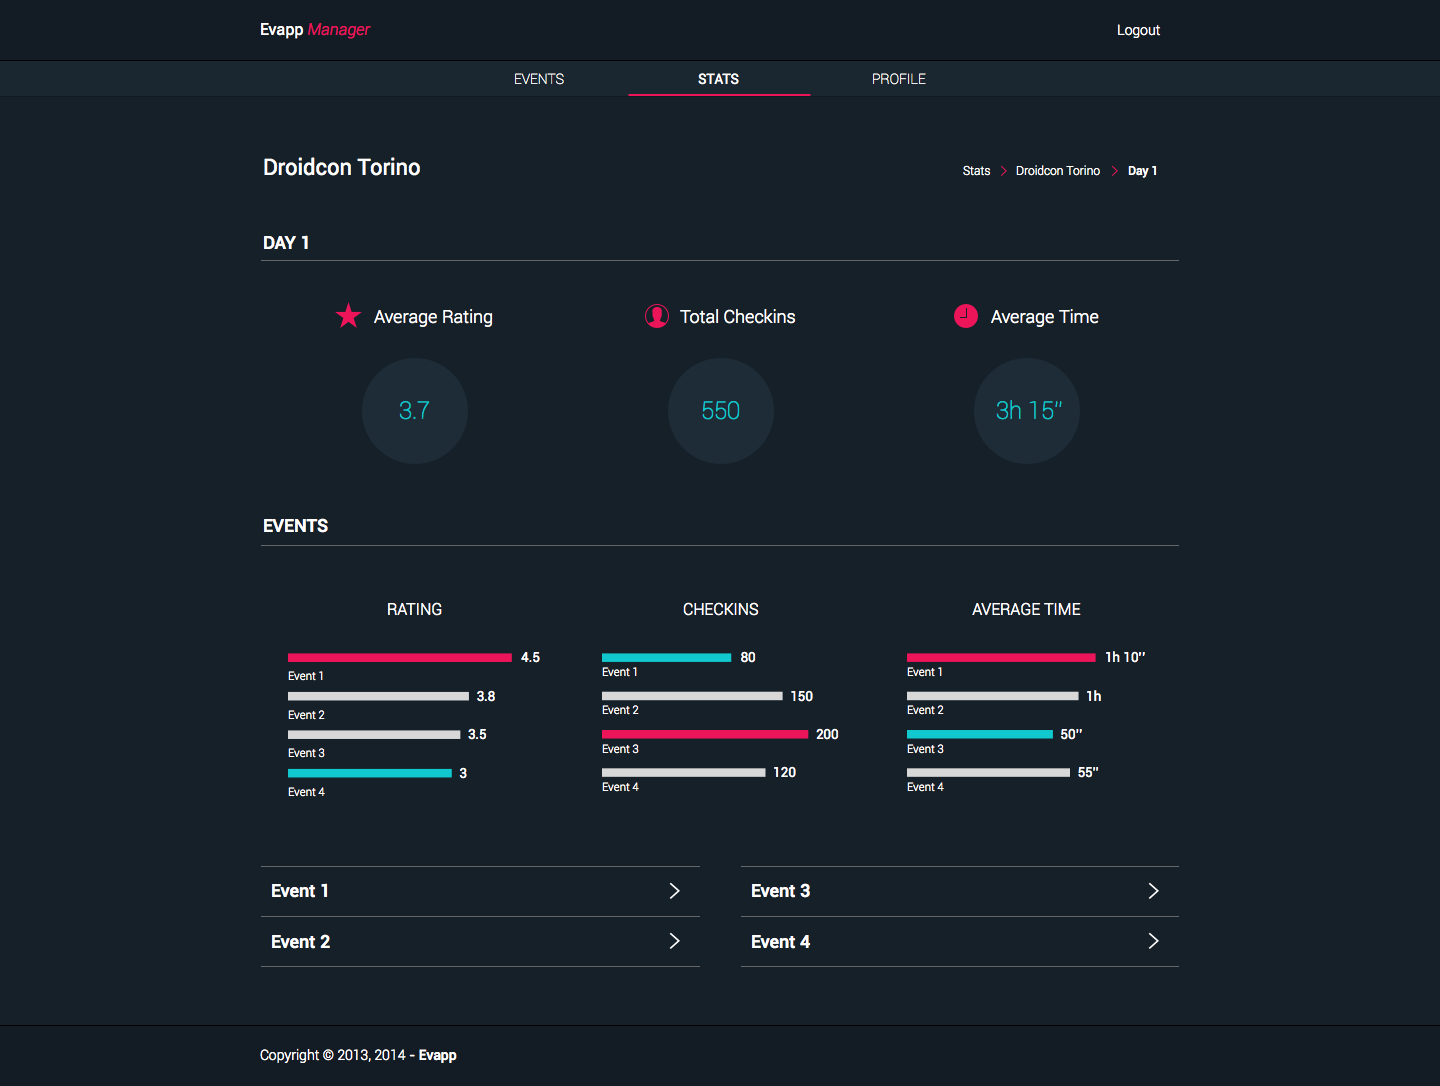 Evapp Manager
Logout
EVENTS
STATS
PROFILE
Droidcon Torino
Stats > Droidcon Torino > Day 1
DAY 1
Average Rating
Total Checkins
Average Time
3.7
550
3h 15"
EVENTS
RATING
4.5
Event 1
3.8
Event 2
3.5
Event 3
3
Event 4
CHECKINS
80
Event 1
150
Event 2
200
Event 3
120
Event 4
AVERAGE TIME
1h 10''
Event 1
1h
Event 2
50''
Event 3
55''
Event 4
Event 1
Event 2
Event 3
Event 4
Copyright © 2013, 2014 - Evapp